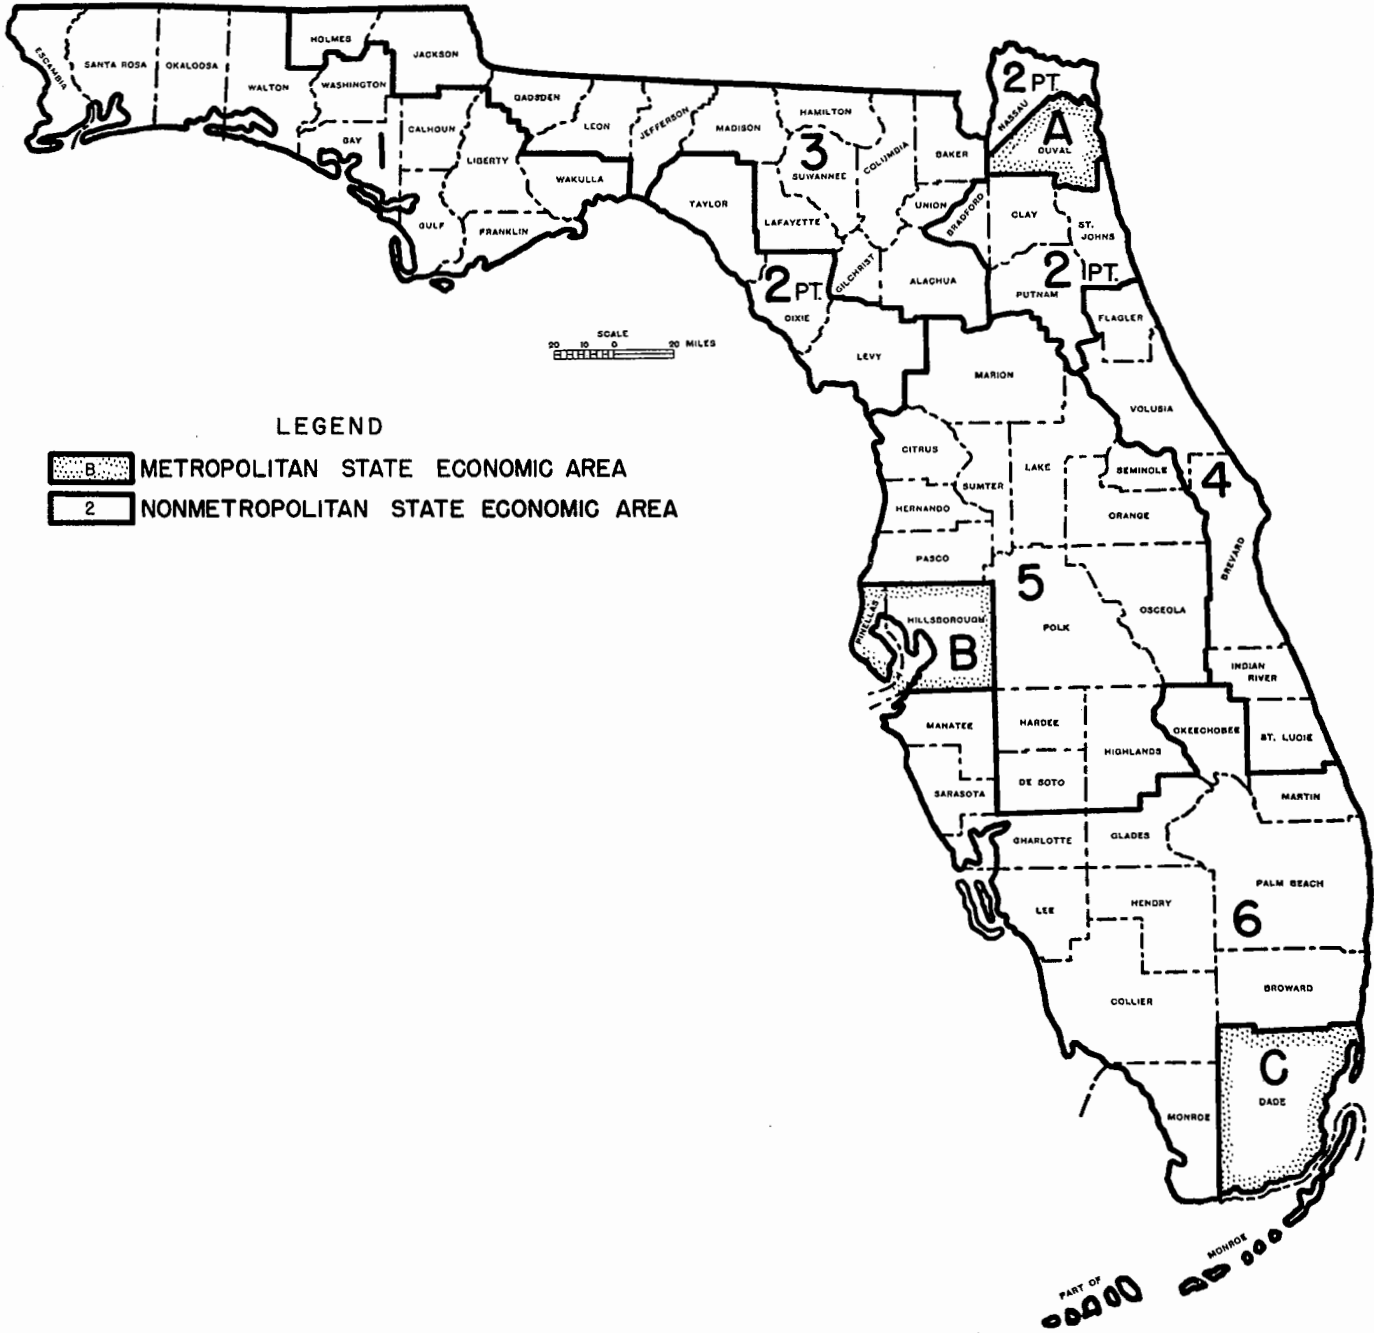 HOLMES
JACKSON
ESCAMBIA
SANTA ROSA
OKALOOSA
WALTON
WASHINGTON
BAY
1
CALHOUN
LIBERTY
GULF
FRANKLIN
GADSDEN
LEON
WAKULLA
JEFFERSON
MADISON
TAYLOR
HAMILTON
3
SUWANNEE
LAFAYETTE
COLUMBIA
BAKER
UNION
BRADFORD
2 PT.
NASSAU
A
DUVAL
CLAY
ST. JOHNS
2 PT.
PUTNAM
FLAGLER
GILCHRIST
ALACHUA
2 PT.
DIXIE
LEVY
SCALE
20 10 0 20 MILES
MARION
VOLUSIA
LEGEND
B METROPOLITAN STATE ECONOMIC AREA
2 NONMETROPOLITAN STATE ECONOMIC AREA
CITRUS
SUMTER
LAKE
SEMINOLE
4
HERNANDO
ORANGE
PASCO
BREVARD
5
POLK
OSCEOLA
PINELLAS
HILLSBOROUGH
B
INDIAN RIVER
MANATEE
HARDEE
HIGHLANDS
OKEECHOBEE
ST. LUCIE
SARASOTA
DE SOTO
MARTIN
CHARLOTTE
GLADES
PALM BEACH
LEE
HENDRY
6
COLLIER
BROWARD
C
DADE
MONROE
PART OF
MONROE